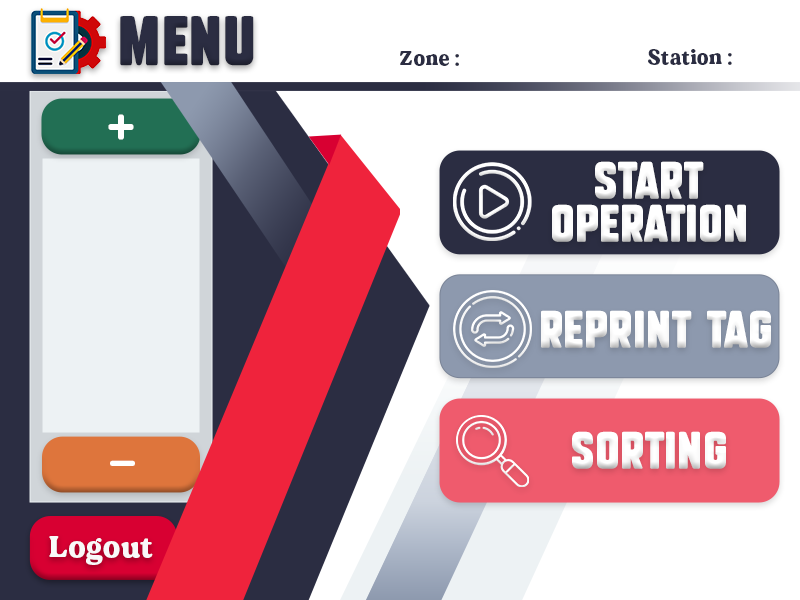 MENU
Zone :
Station :
+
START
OPERATION
REPRINT TAG
SORTING
−
Logout